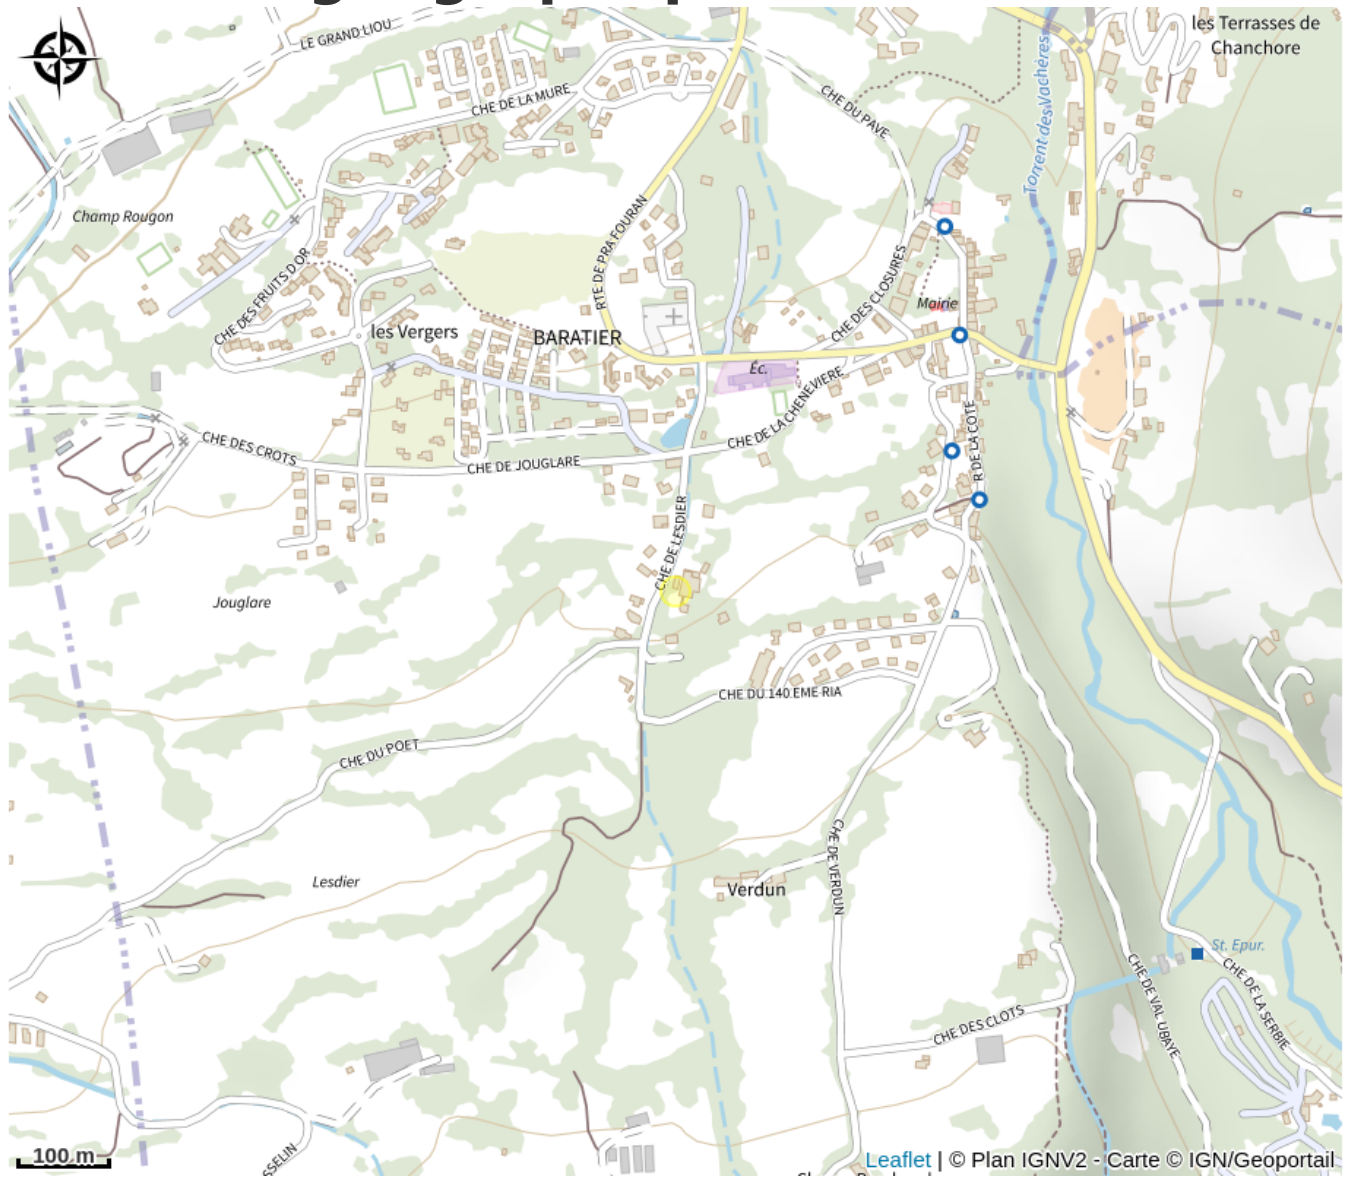 LE GRAND LIOU
les Terrasses de
Chanchore
CHE DE LA MURE
CHE DU PAVE
Torrent des Vachères
Champ Rougon
RTE DE PRA FOURAN
CHE DES FRUITS D OR
CHE DES CLOSURES
Mairie
les Vergers
BARATIER
Ec.
CHE DE LA CHENEVIERE
CHE DES CROTS
CHE DE JOUGLARE
R DE LA COTE
CHE DE LESDIER
Jouglare
CHE DU 140 EME RIA
CHE DU POET
CHE DE VERDUN
Lesdier
Verdun
St. Epur.
CHE DE VAL UBAYE
CHE DE LA SERBIE
CHE DES CLOTS
SSELIN
100 m
Leaflet | © Plan IGNV2 - Carte © IGN/Geoportail